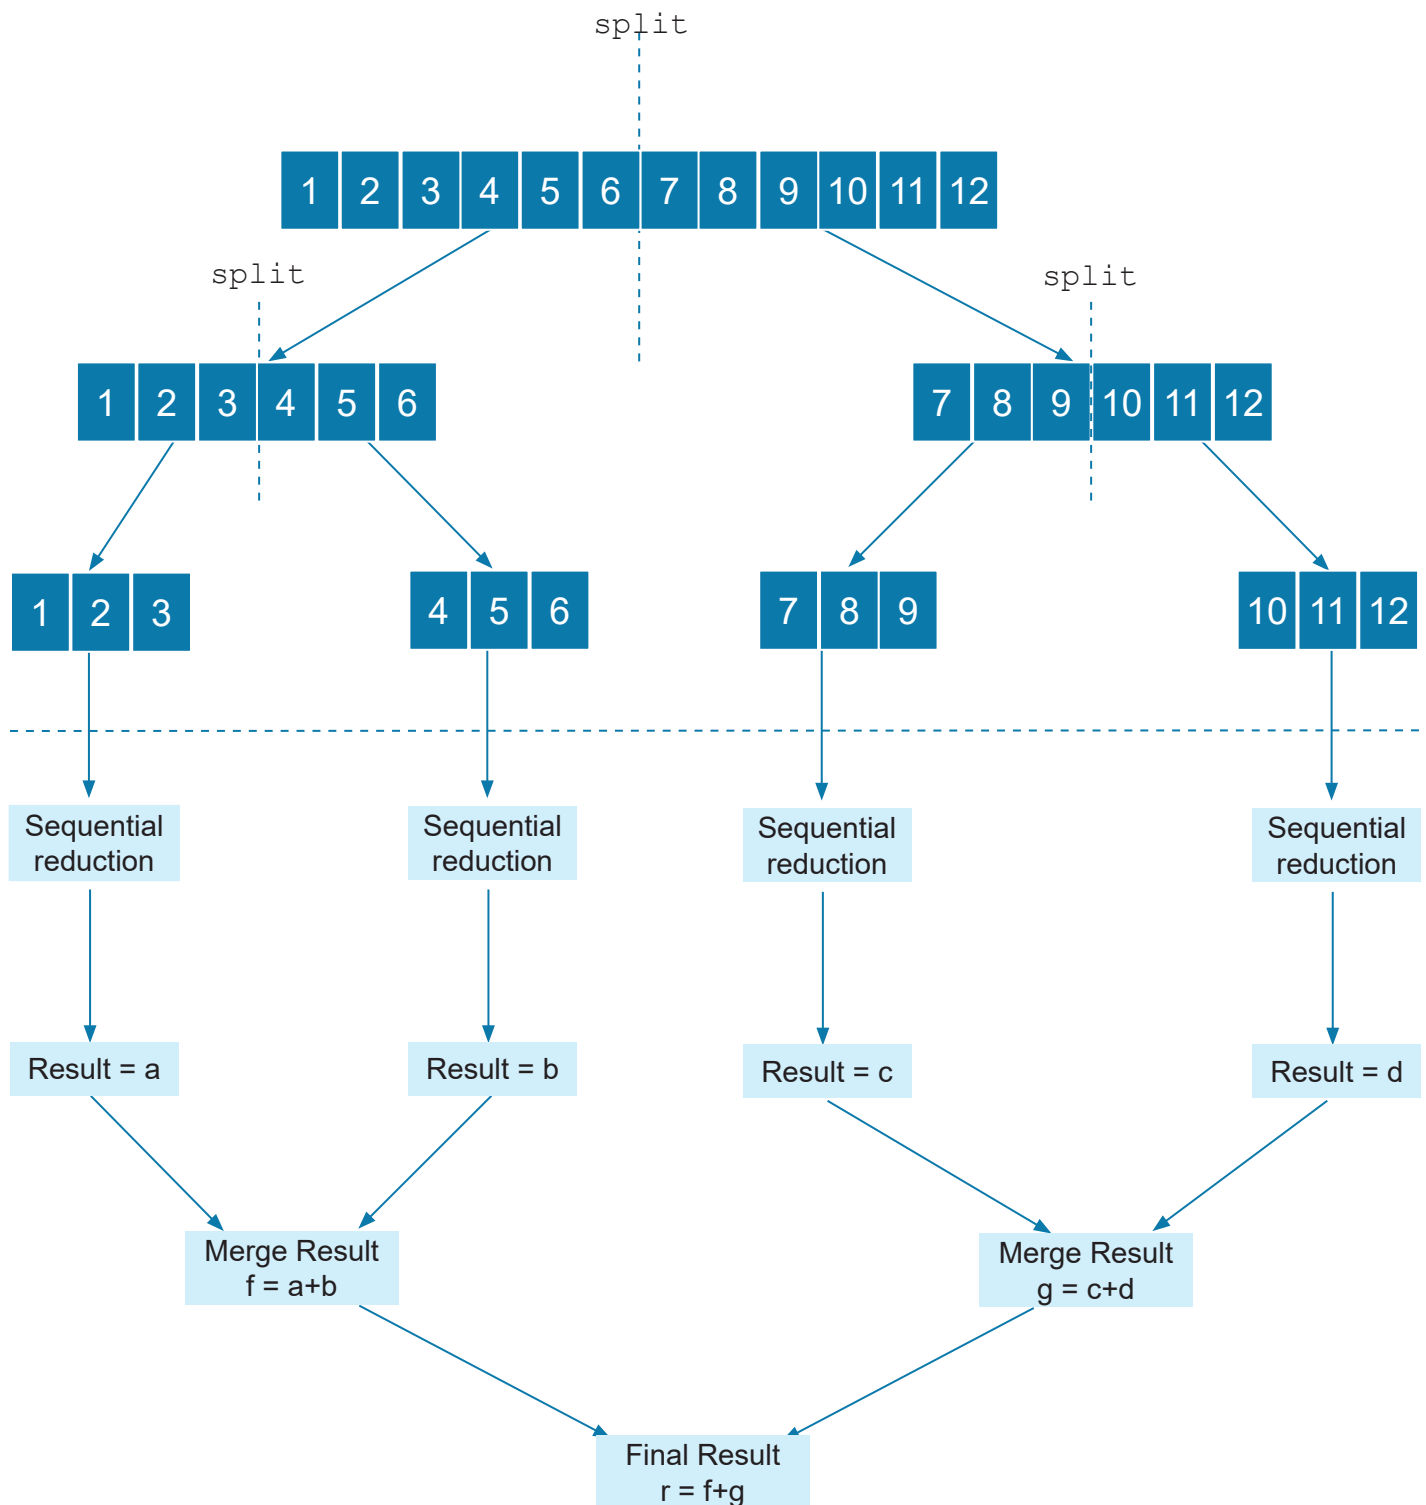 split
1 2 3 4 5 6 7 8 9 10 11 12
split
split
1 2 3 4 5 6
7 8 9 10 11 12
1 2 3
4 5 6
7 8 9
10 11 12
Sequential
reduction
Sequential
reduction
Sequential
reduction
Sequential
reduction
Result = a
Result = b
Result = c
Result = d
Merge Result
f = a+b
Merge Result
g = c+d
Final Result
r = f+g